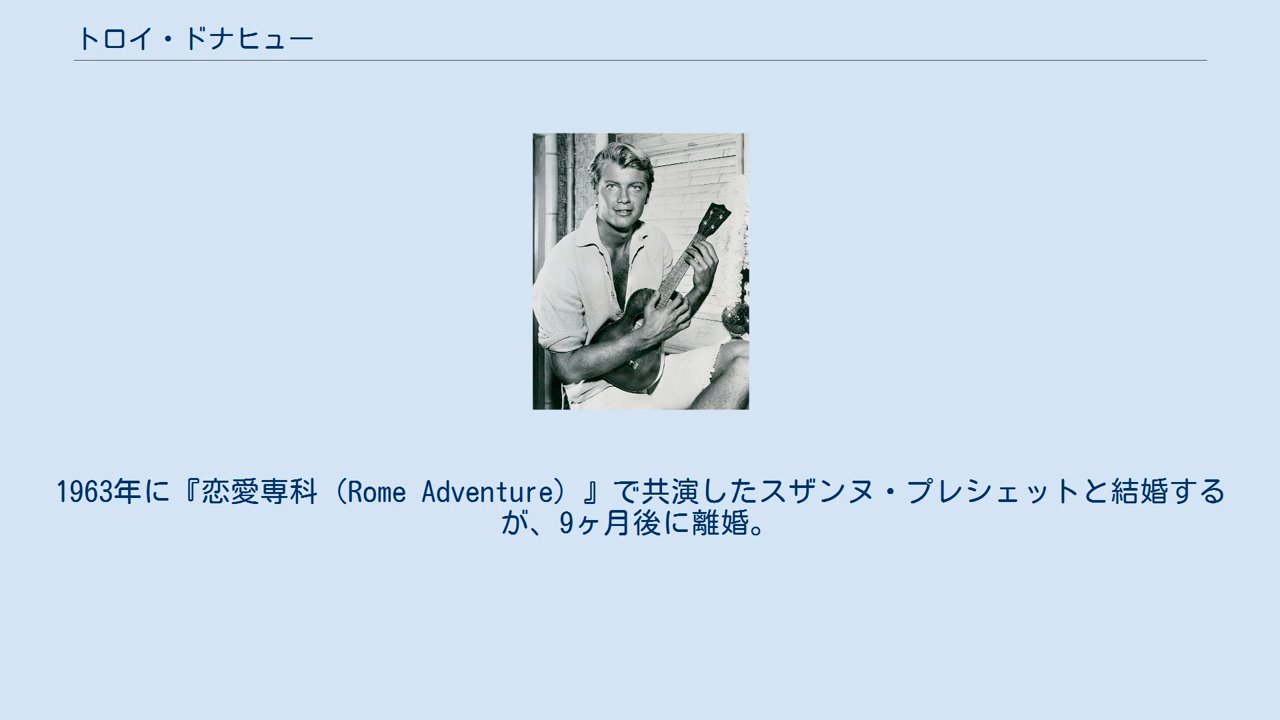 トロイ・ドナヒュー
1963年に『恋愛専科（Rome Adventure）』で共演したスザンヌ・プレシェットと結婚する
が、9ヶ月後に離婚。